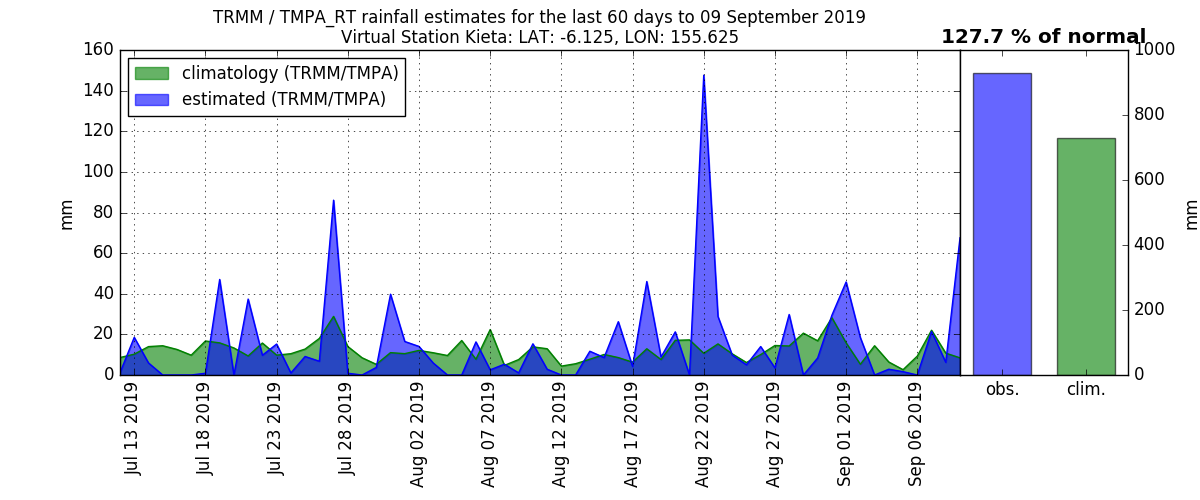 TRMM / TMPA_RT rainfall estimates for the last 60 days to 09 September 2019
Virtual Station Kieta: LAT: -6.125, LON: 155.625
127.7 % of normal
climatology (TRMM/TMPA)
estimated (TRMM/TMPA)
mm
160
140
120
100
80
60
40
20
0
Jul 13 2019
Jul 18 2019
Jul 23 2019
Jul 28 2019
Aug 02 2019
Aug 07 2019
Aug 12 2019
Aug 17 2019
Aug 22 2019
Aug 27 2019
Sep 01 2019
Sep 06 2019
obs.
clim.
1000
800
600
400
200
0
mm